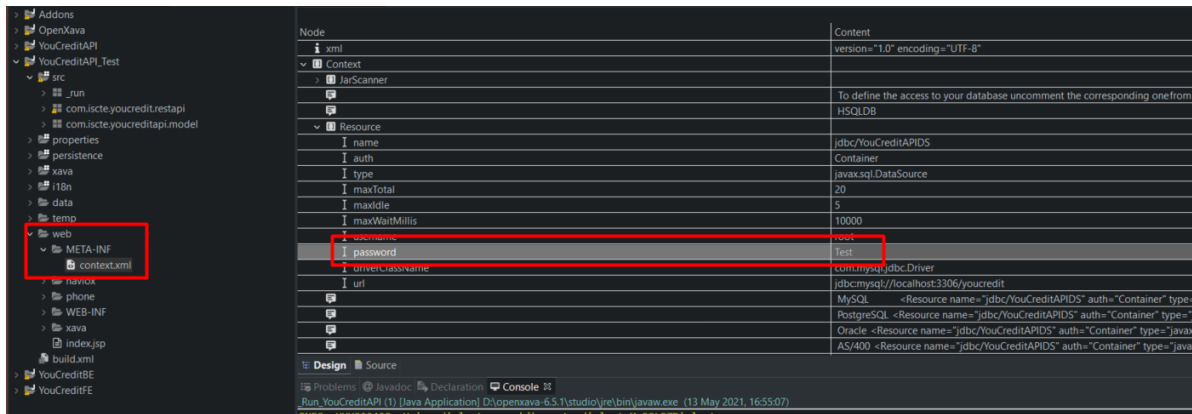 Addons
OpenXava
YouCreditAPI
YouCreditAPI_Test
src
_run
com.iscte.youcredit.restapi
com.iscte.youcreditapi.model
properties
persistence
xava
i18n
data
temp
web
META-INF
context.xml
naviox
phone
WEB-INF
xava
index.jsp
build.xml
YouCreditBE
YouCreditFE
Node Content
xml version="1.0" encoding="UTF-8"
Context
JarScanner
To define the access to your database uncomment the corresponding onefrom
HSQLDB
Resource
name jdbc/YouCreditAPIDS
auth Container
type javax.sql.DataSource
maxTotal 20
maxIdle 5
maxWaitMillis 10000
username root
password Test
driverClassName com.mysql.jdbc.Driver
url jdbc:mysql://localhost:3306/youcredit
MySQL <Resource name="jdbc/YouCreditAPIDS" auth="Container" type=
PostgreSQL <Resource name="jdbc/YouCreditAPIDS" auth="Container" type="
Oracle <Resource name="jdbc/YouCreditAPIDS" auth="Container" type="javax
AS/400 <Resource name="jdbc/YouCreditAPIDS" auth="Container" type="java
Design Source
Problems @ Javadoc Declaration Console
_Run_YouCreditAPI (1) [Java Application] D:\openxava-6.5.1\studio\jre\bin\javaw.exe (13 May 2021, 16:55:07)